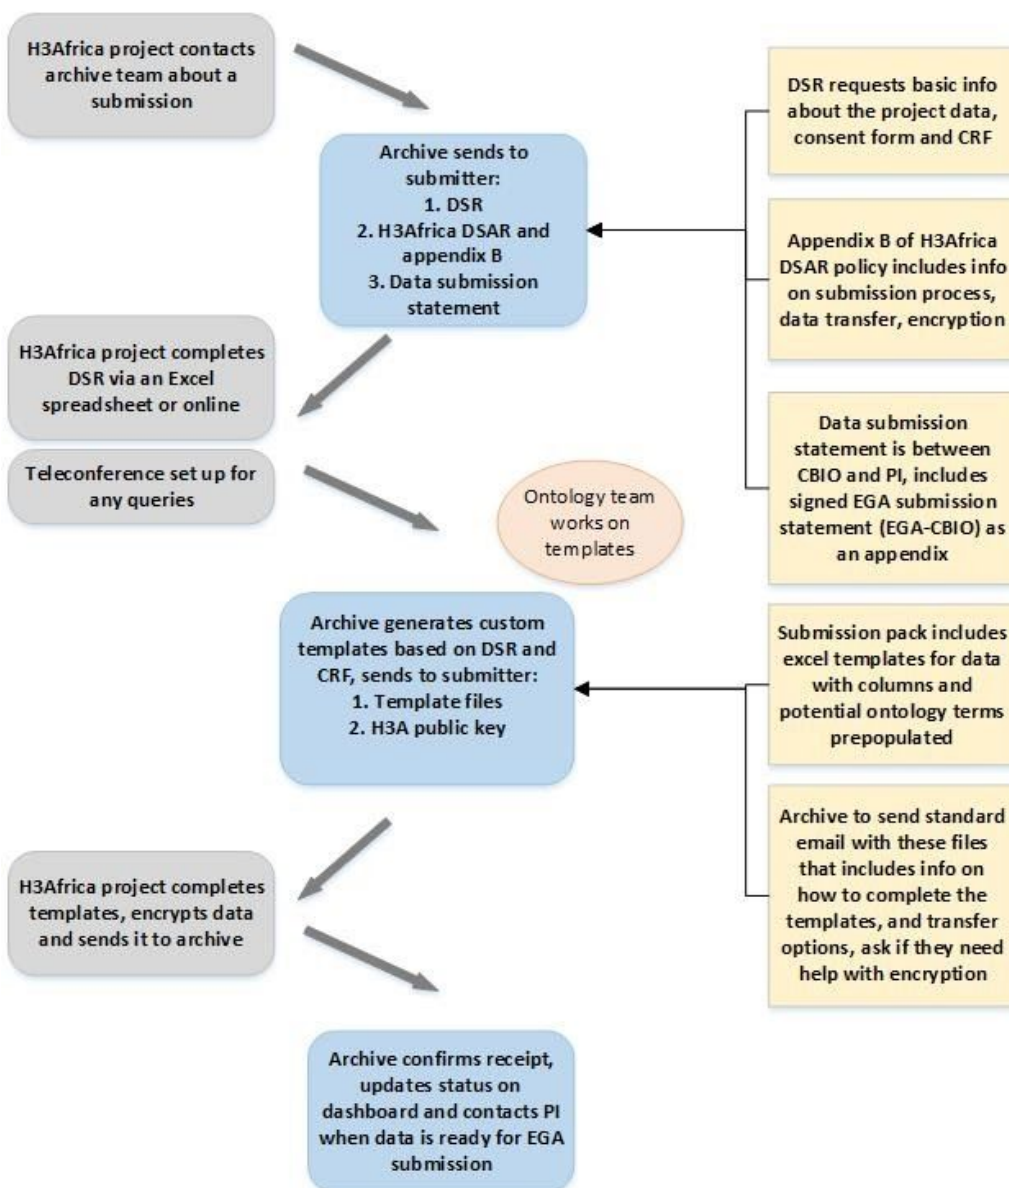 H3Africa project contacts
archive team about a
submission
DSR requests basic info
about the project data,
consent form and CRF
Archive sends to
submitter:
1. DSR
2. H3Africa DSAR and
appendix B
3. Data submission
statement
Appendix B of H3Africa
DSAR policy includes info
on submission process,
data transfer, encryption
H3Africa project completes
DSR via an Excel
spreadsheet or online
Teleconference set up for
any queries
Data submission
statement is between
CBIO and PI, includes
signed EGA submission
statement (EGA-CBIO) as
an appendix
Ontology team
works on
templates
Archive generates custom
templates based on DSR and
CRF, sends to submitter:
1. Template files
2. H3A public key
Submission pack includes
excel templates for data
with columns and
potential ontology terms
prepopulated
Archive to send standard
email with these files
that includes info on
how to complete the
templates, and transfer
options, ask if they need
help with encryption
H3Africa project completes
templates, encrypts data
and sends it to archive
Archive confirms receipt,
updates status on
dashboard and contacts PI
when data is ready for EGA
submission